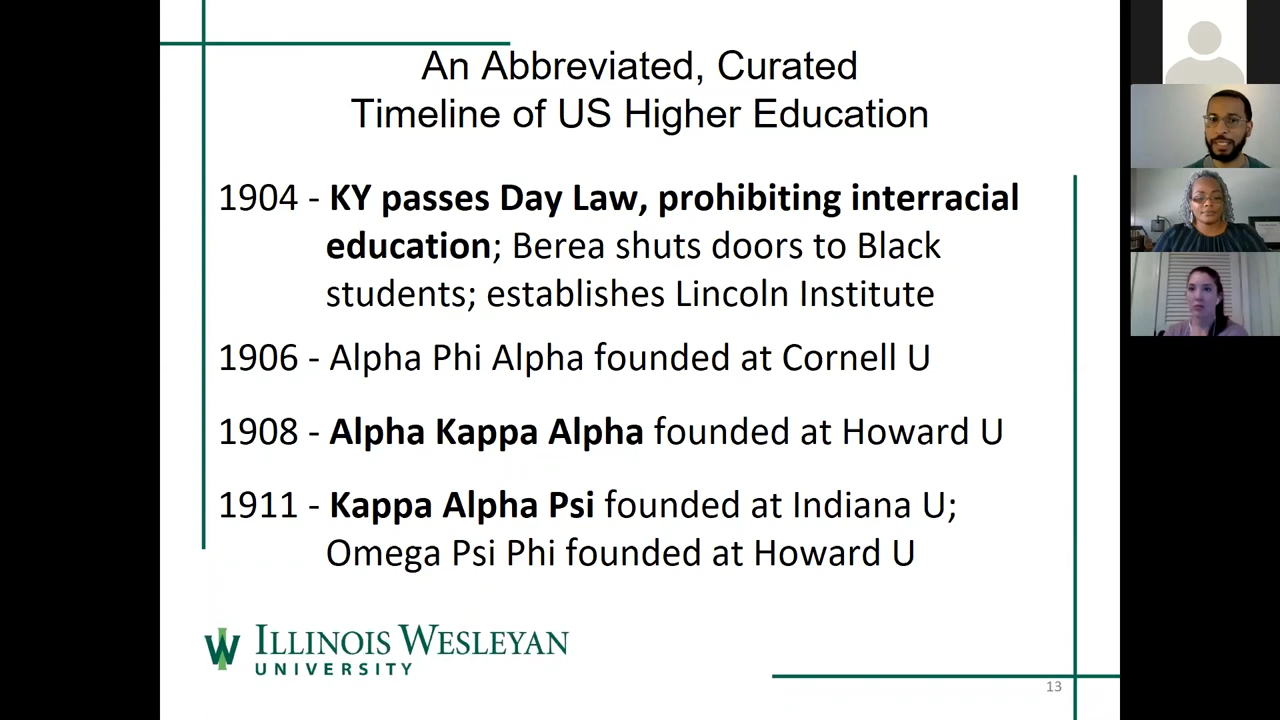 An Abbreviated, Curated
Timeline of US Higher Education
1904 - KY passes Day Law, prohibiting interracial
education; Berea shuts doors to Black
students; establishes Lincoln Institute
1906 - Alpha Phi Alpha founded at Cornell U
1908 - Alpha Kappa Alpha founded at Howard U
1911 - Kappa Alpha Psi founded at Indiana U;
Omega Psi Phi founded at Howard U
ILLINOIS WESLEYAN
UNIVERSITY
13